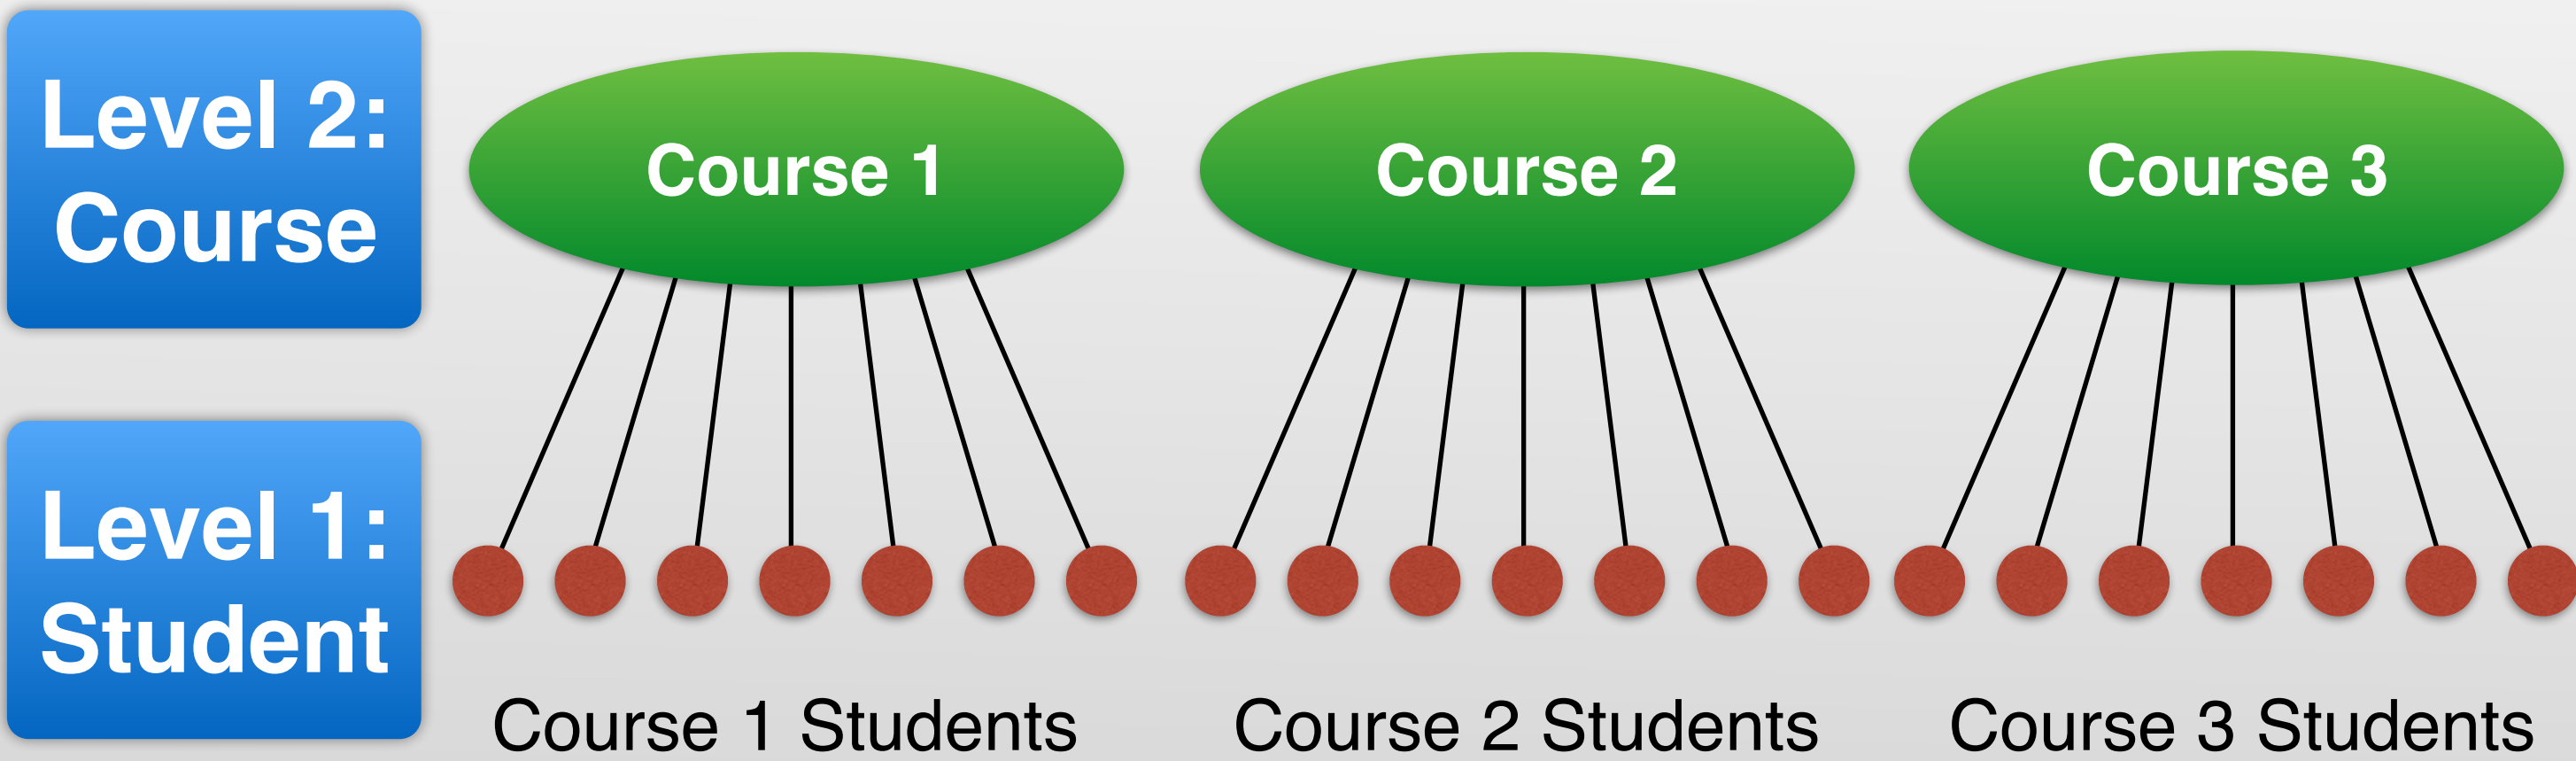 Level 2:
Course
Course 1
Course 2
Course 3
Level 1:
Student
Course 1 Students
Course 2 Students
Course 3 Students